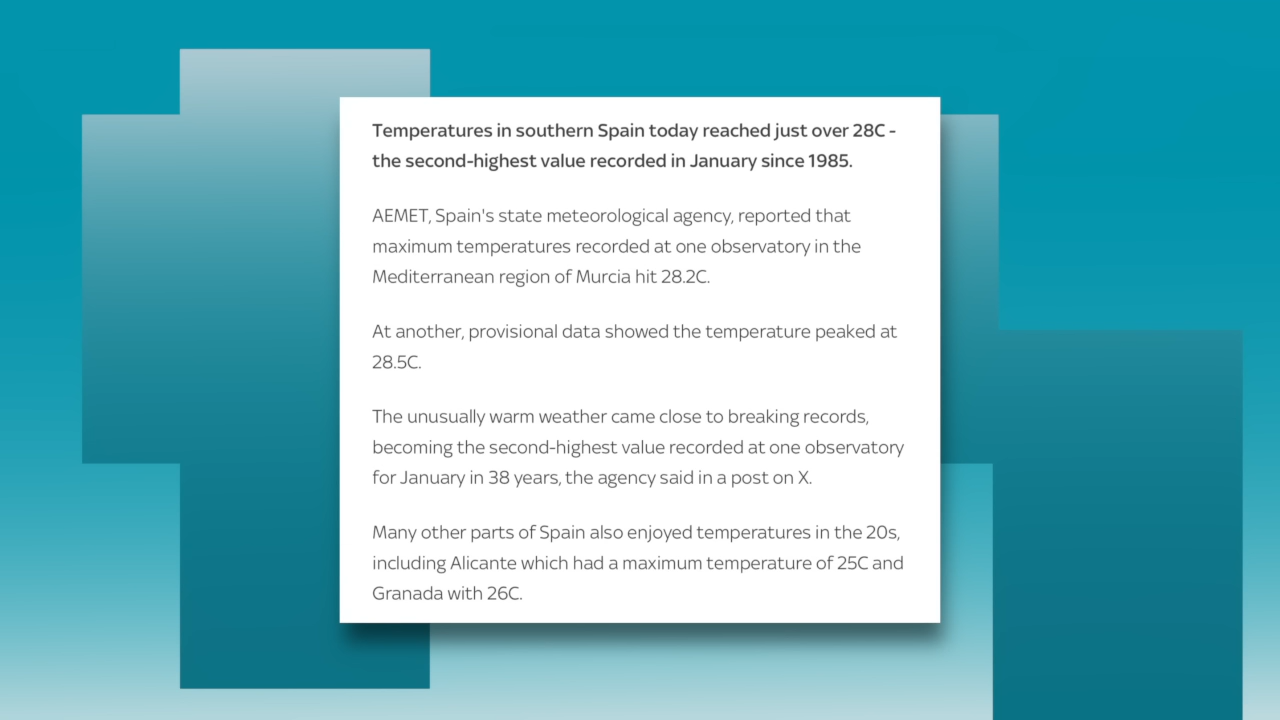 Temperatures in southern Spain today reached just over 28C -
the second-highest value recorded in January since 1985.
AEMET, Spain's state meteorological agency, reported that
maximum temperatures recorded at one observatory in the
Mediterranean region of Murcia hit 28.2C.
At another, provisional data showed the temperature peaked at
28.5C.
The unusually warm weather came close to breaking records,
becoming the second-highest value recorded at one observatory
for January in 38 years, the agency said in a post on X.
Many other parts of Spain also enjoyed temperatures in the 20s,
including Alicante which had a maximum temperature of 25C and
Granada with 26C.